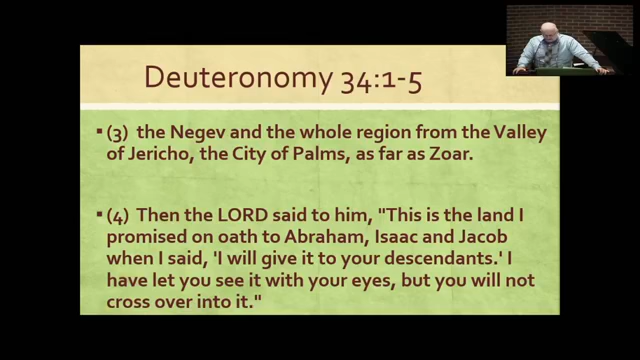 Deuteronomy 34:1-5
▪(3) the Negev and the whole region from the Valley
of Jericho, the City of Palms, as far as Zoar.
▪(4) Then the LORD said to him, "This is the land I
promised on oath to Abraham, Isaac and Jacob
when I said, 'I will give it to your descendants.' I
have let you see it with your eyes, but you will not
cross over into it."